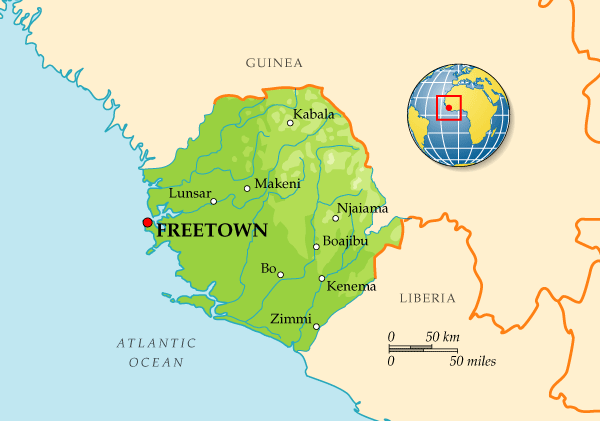 GUINEA
Kabala
Makeni
Lunsar
Njaiama
FREETOWN
Boajibu
Bo
Kenema
LIBERIA
Zimmi
ATLANTIC
OCEAN
0 50 km
0 50 miles